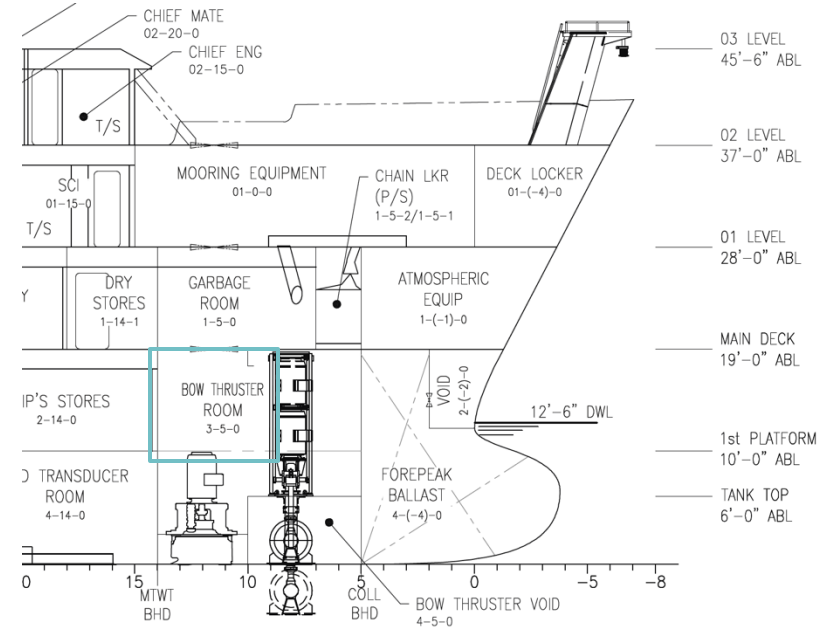 CHIEF MATE
02-20-0
CHIEF ENG
02-15-0
T/S
03 LEVEL
45'-6" ABL
02 LEVEL
37'-0" ABL
MOORING EQUIPMENT
01-0-0
CHAIN LKR
(P/S)
1-5-2/1-5-1
DECK LOCKER
01-(-4)-0
SCI
01-15-0
T/S
01 LEVEL
28'-0" ABL
Y
DRY
STORES
1-14-1
GARBAGE
ROOM
1-5-0
ATMOSPHERIC
EQUIP
1-(-1)-0
MAIN DECK
19'-0" ABL
IP'S STORES
2-14-0
BOW THRUSTER
ROOM
3-5-0
VOID
2-(-2)-0
12'-6" DWL
1st PLATFORM
10'-0" ABL
D TRANSDUCER
ROOM
4-14-0
FOREPEAK
BALLAST
4-(-4)-0
TANK TOP
6'-0" ABL
0
15
10
5
0
-5
-8
MTWT
BHD
COLL
BHD
BOW THRUSTER VOID
4-5-0